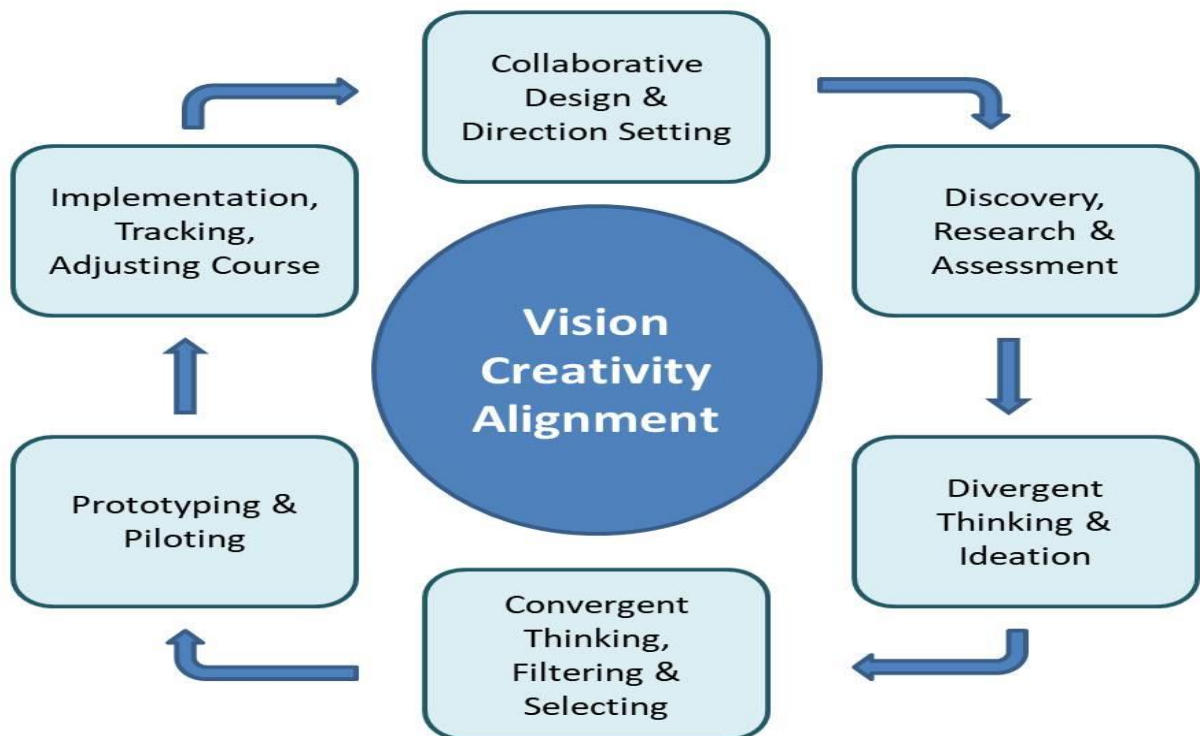 Collaborative
Design &
Direction Setting
Discovery,
Research &
Assessment
Divergent
Thinking &
Ideation
Convergent
Thinking,
Filtering &
Selecting
Prototyping &
Piloting
Implementation,
Tracking,
Adjusting Course
Vision
Creativity
Alignment